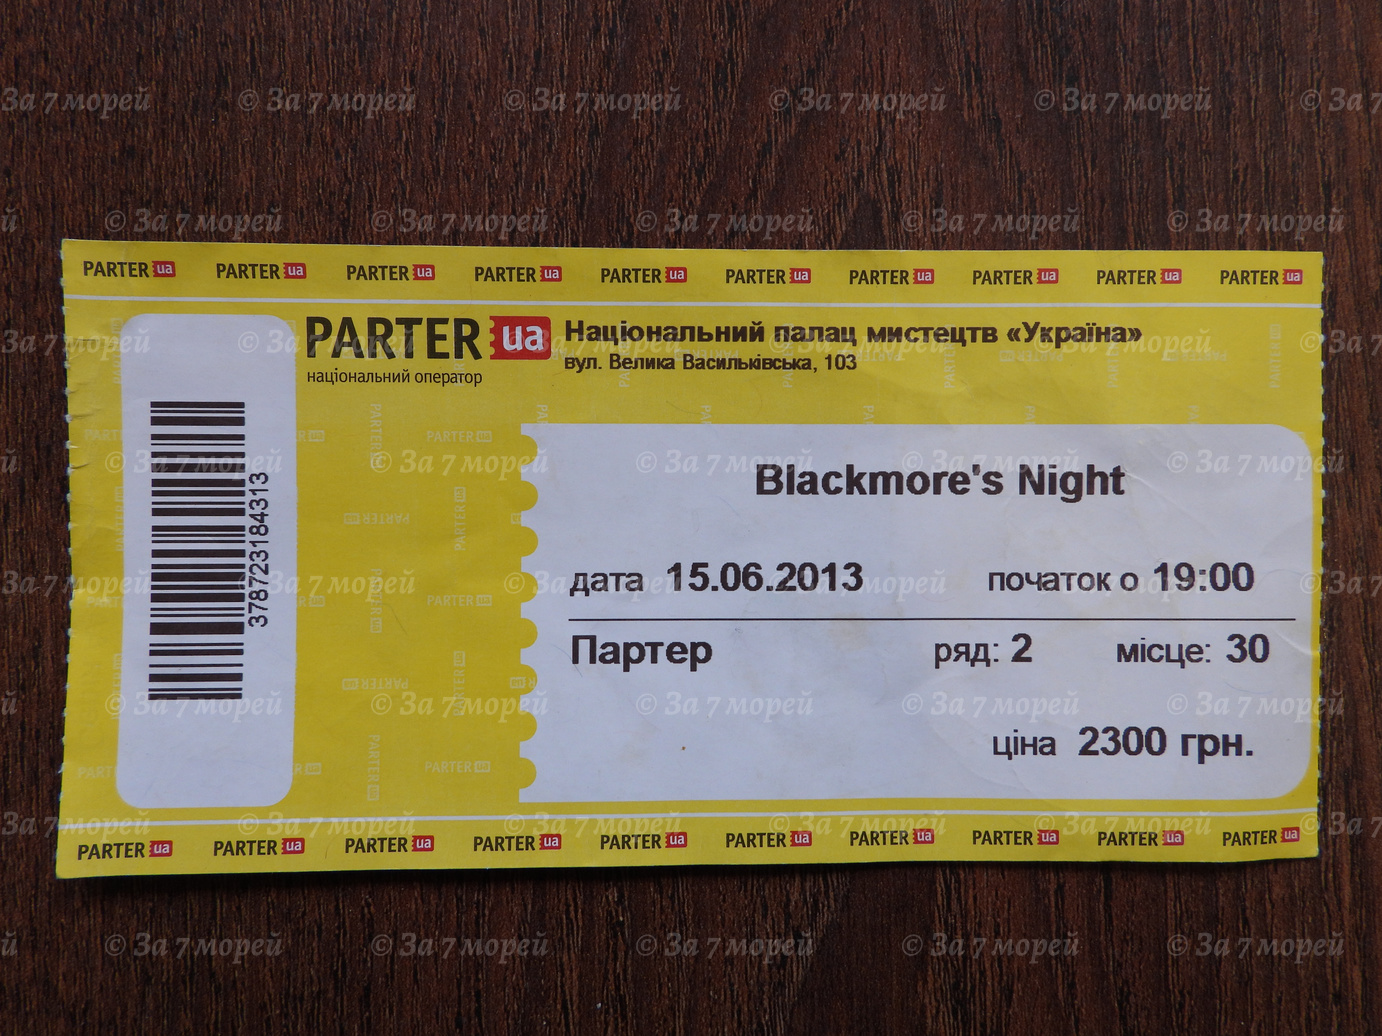 PARTER ua PARTER ua PARTER ua PARTER ua PARTER ua PARTER ua PARTER ua PARTER ua PARTER ua PARTER ua
PARTER ua
національний оператор
Національний палац мистецтв «Україна»
вул. Велика Васильківська, 103
3787231843​13
Blackmore's Night
дата 15.06.2013 початок о 19:00
Партер ряд: 2 місце: 30
ціна 2300 грн.
PARTER ua PARTER ua PARTER ua PARTER ua PARTER ua PARTER ua PARTER ua PARTER ua PARTER ua PARTER ua
© За 7 морей